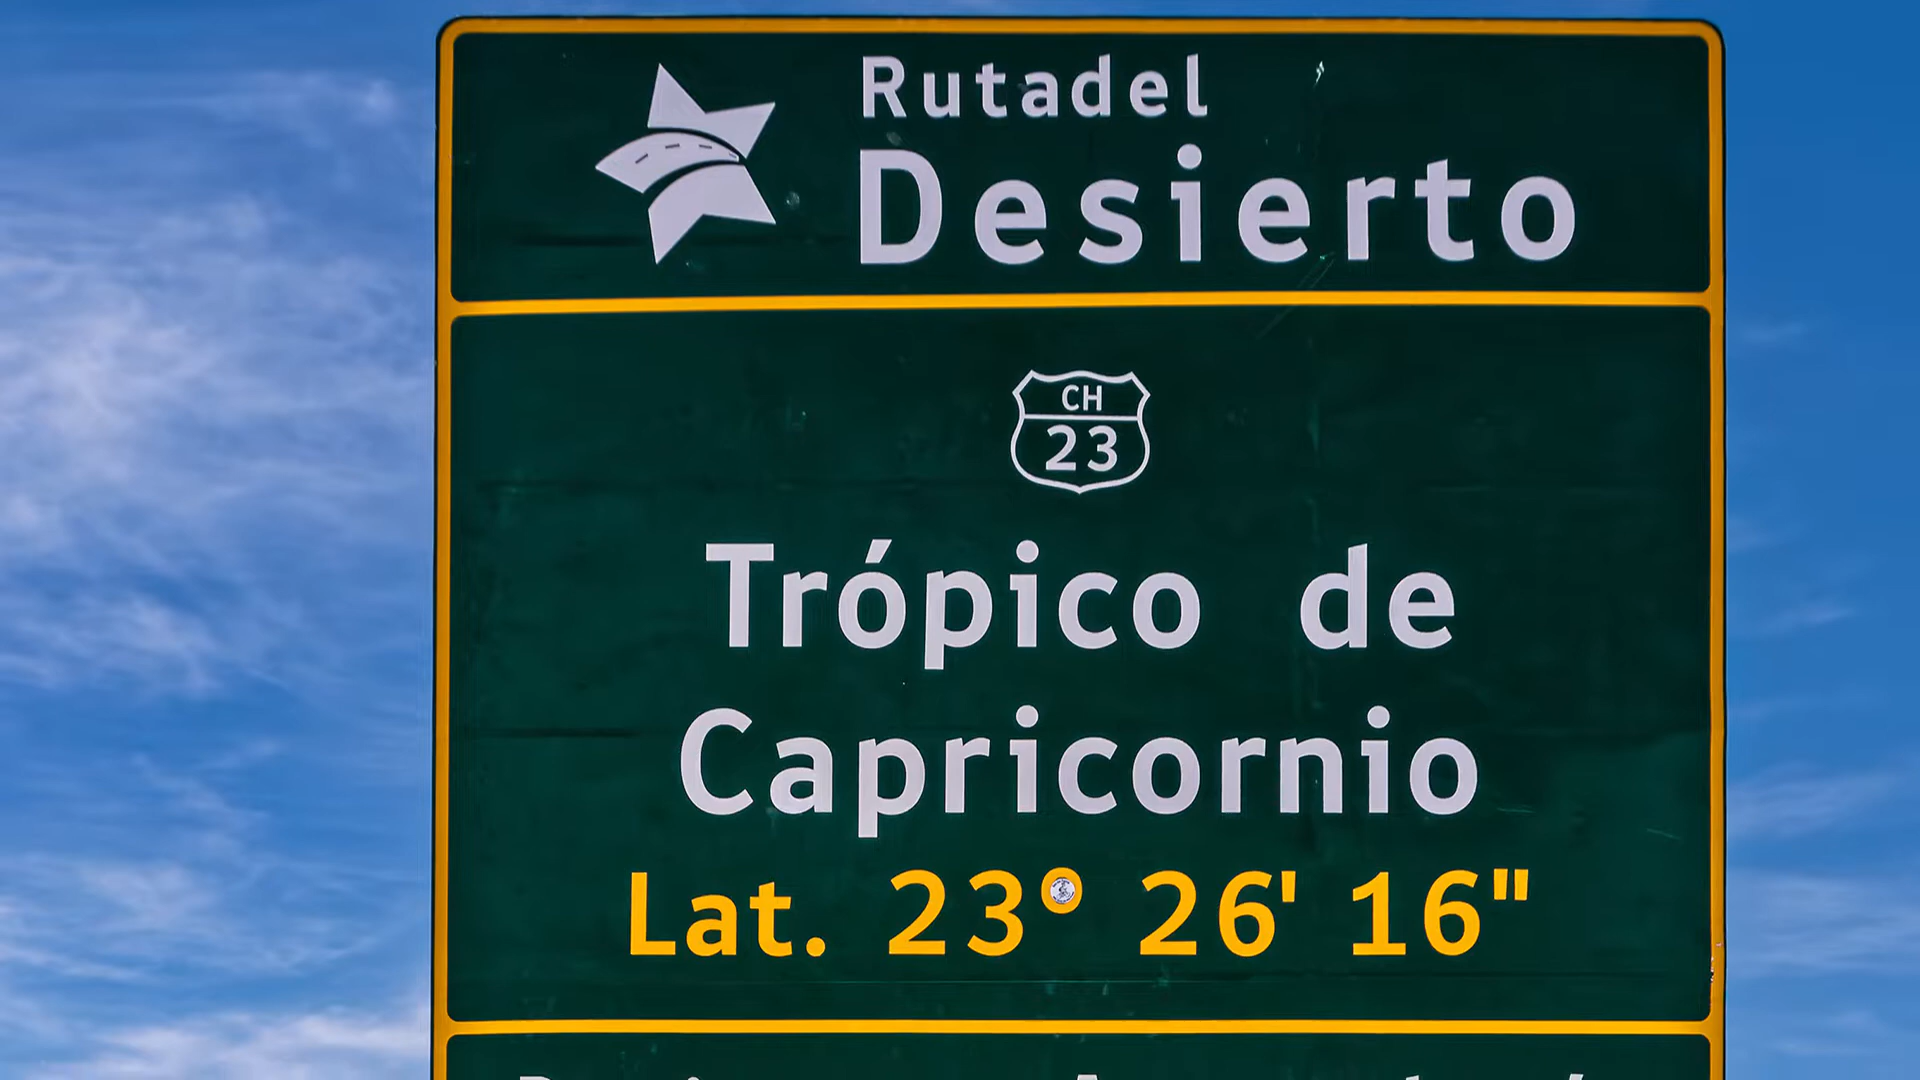 Rutadel
Desierto
CH
23
Trópico de
Capricornio
Lat. 23° 26' 16"